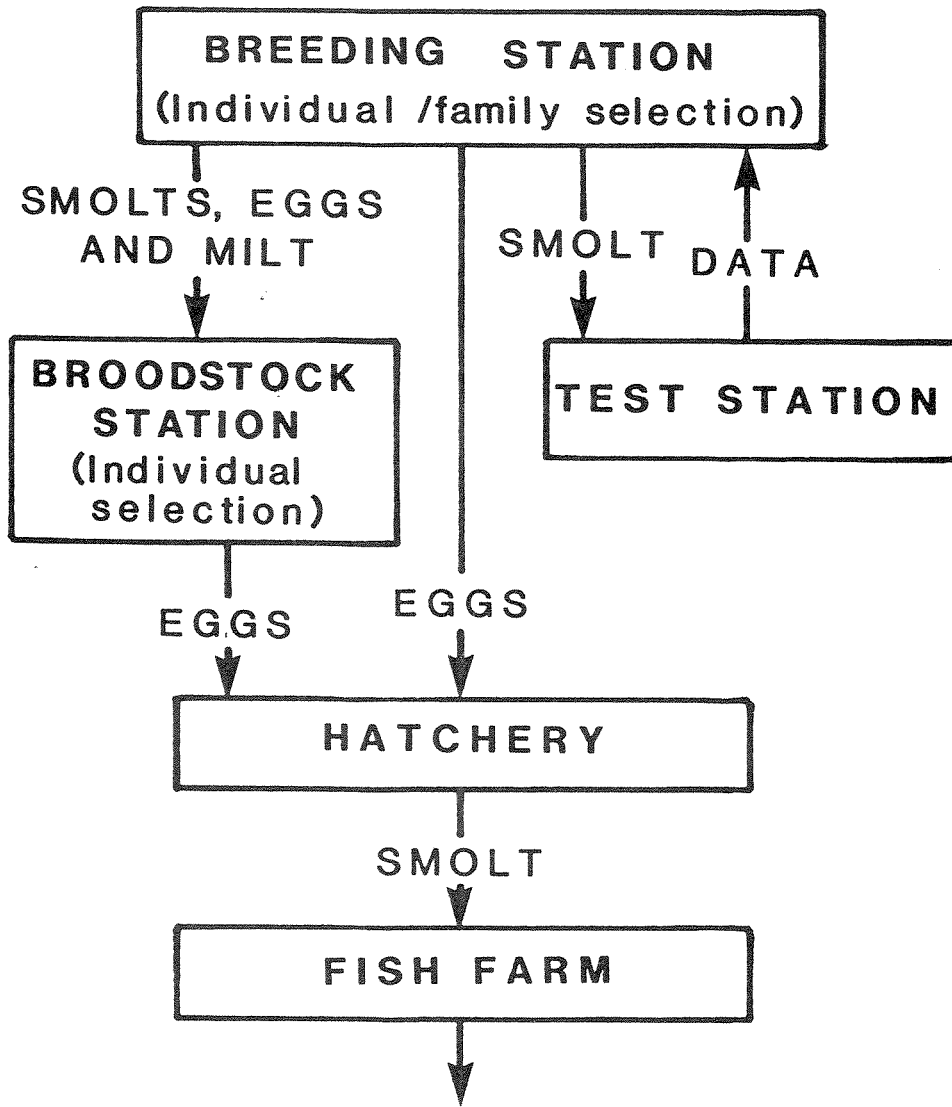 BREEDING STATION
(Individual /family selection)
SMOLTS, EGGS
AND MILT
SMOLT
DATA
BROODSTOCK
STATION
(Individual
selection)
TEST STATION
EGGS
EGGS
HATCHERY
SMOLT
FISH FARM